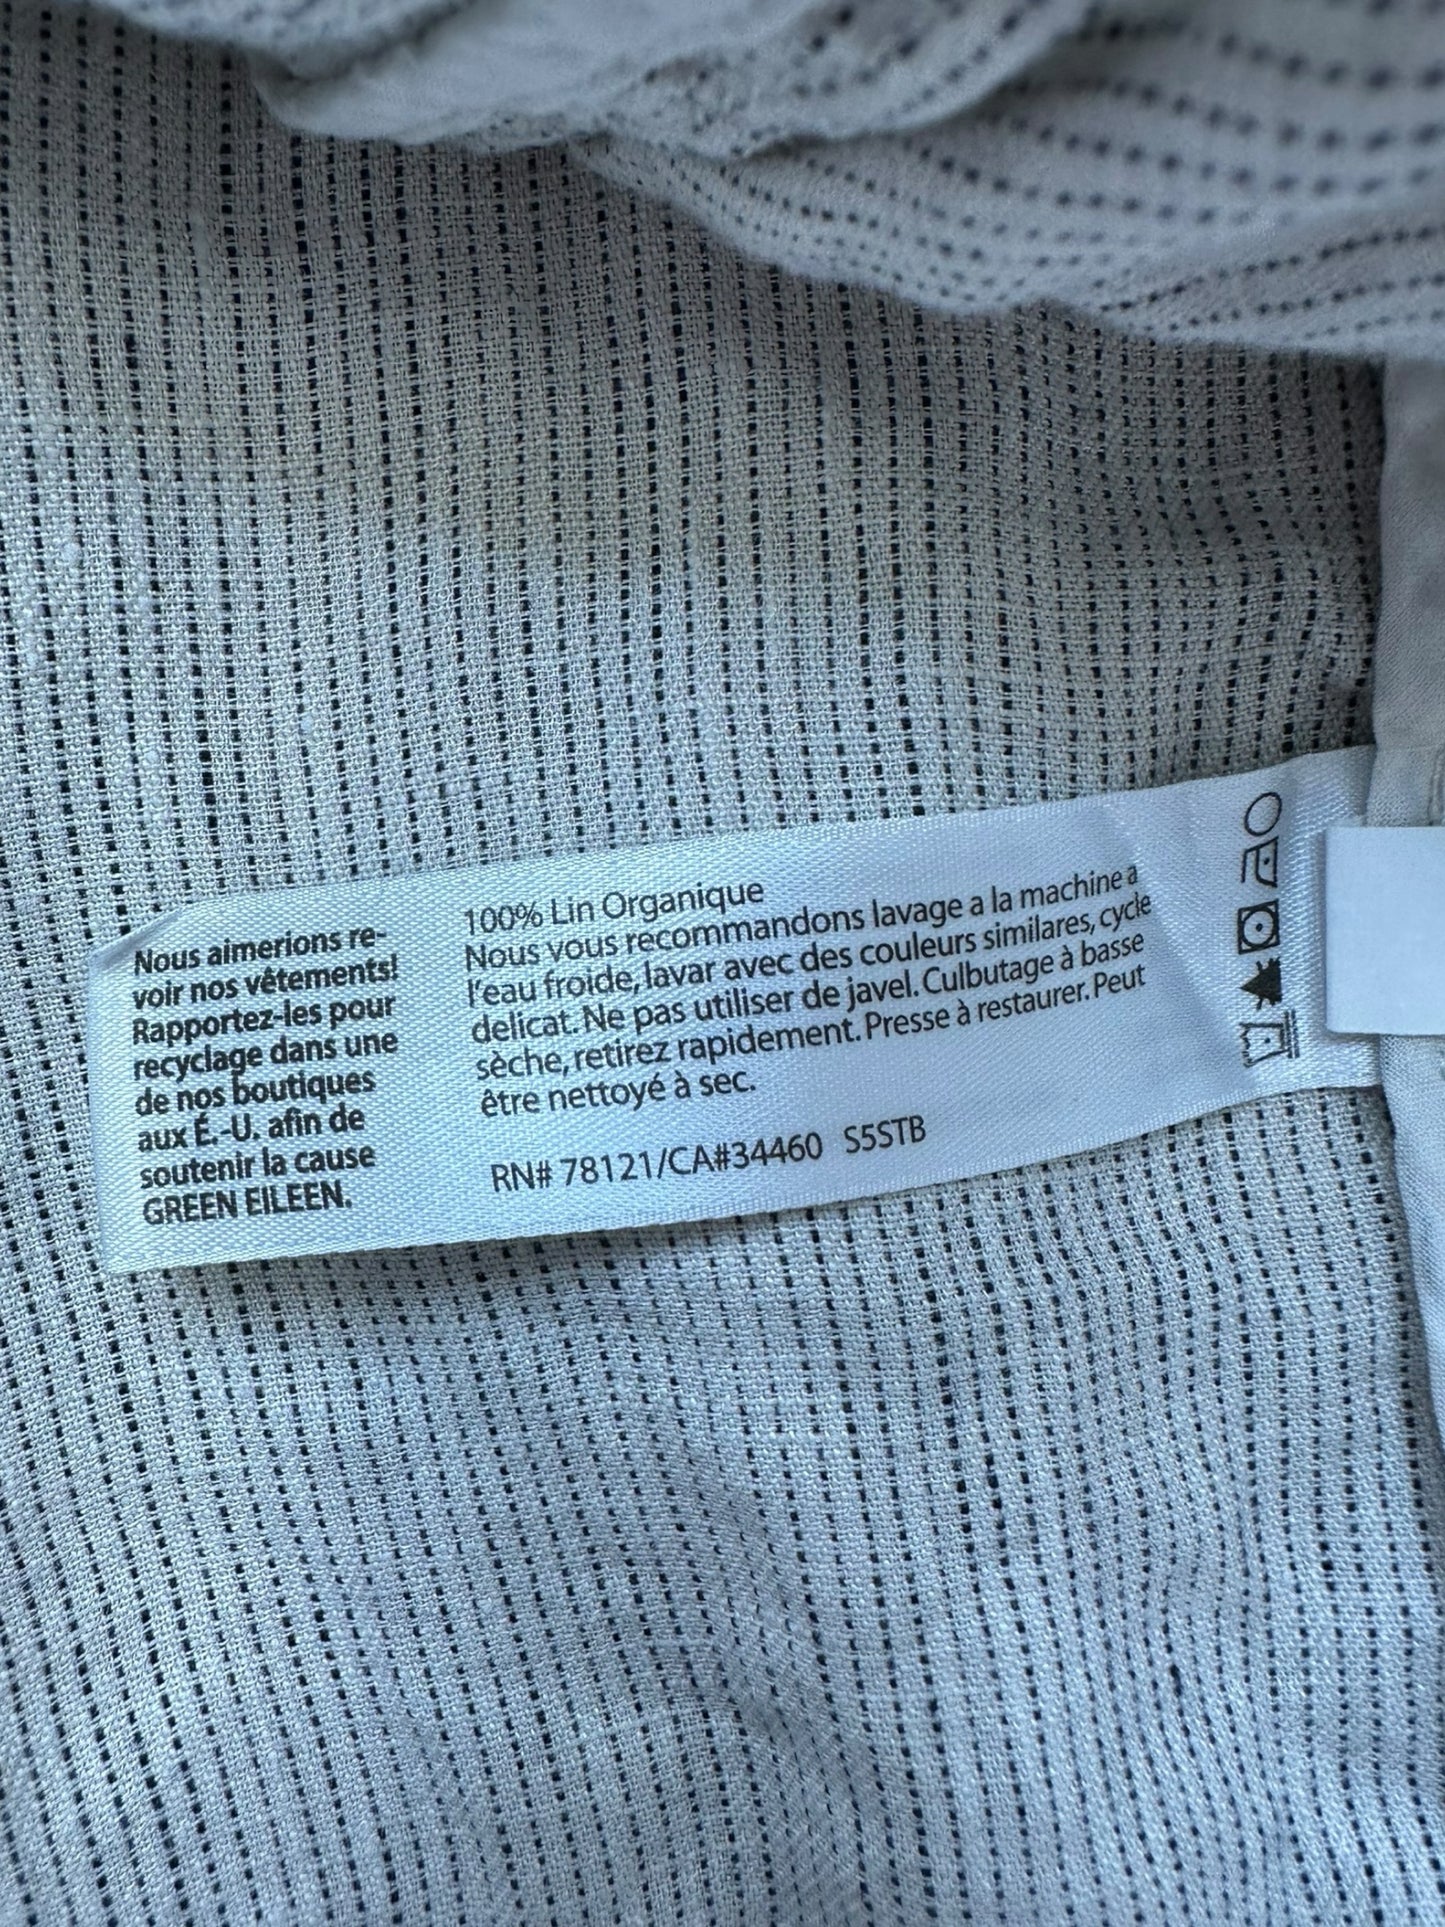 Nous aimerions re-
voir nos vêtements!
Rapportez-les pour
recyclage dans une
de nos boutiques
aux É.-U. afin de
soutenir la cause
GREEN EILEEN.
100% Lin Organique
Nous vous recommandons lavage a la machine a
l'eau froide, lavar avec des couleurs similaires, cycle
delicat. Ne pas utiliser de javel. Culbutage à basse
sèche, retirez rapidement. Presse à restaurer. Peut
être nettoyé à sec.
RN# 78121/CA#34460 S5STB